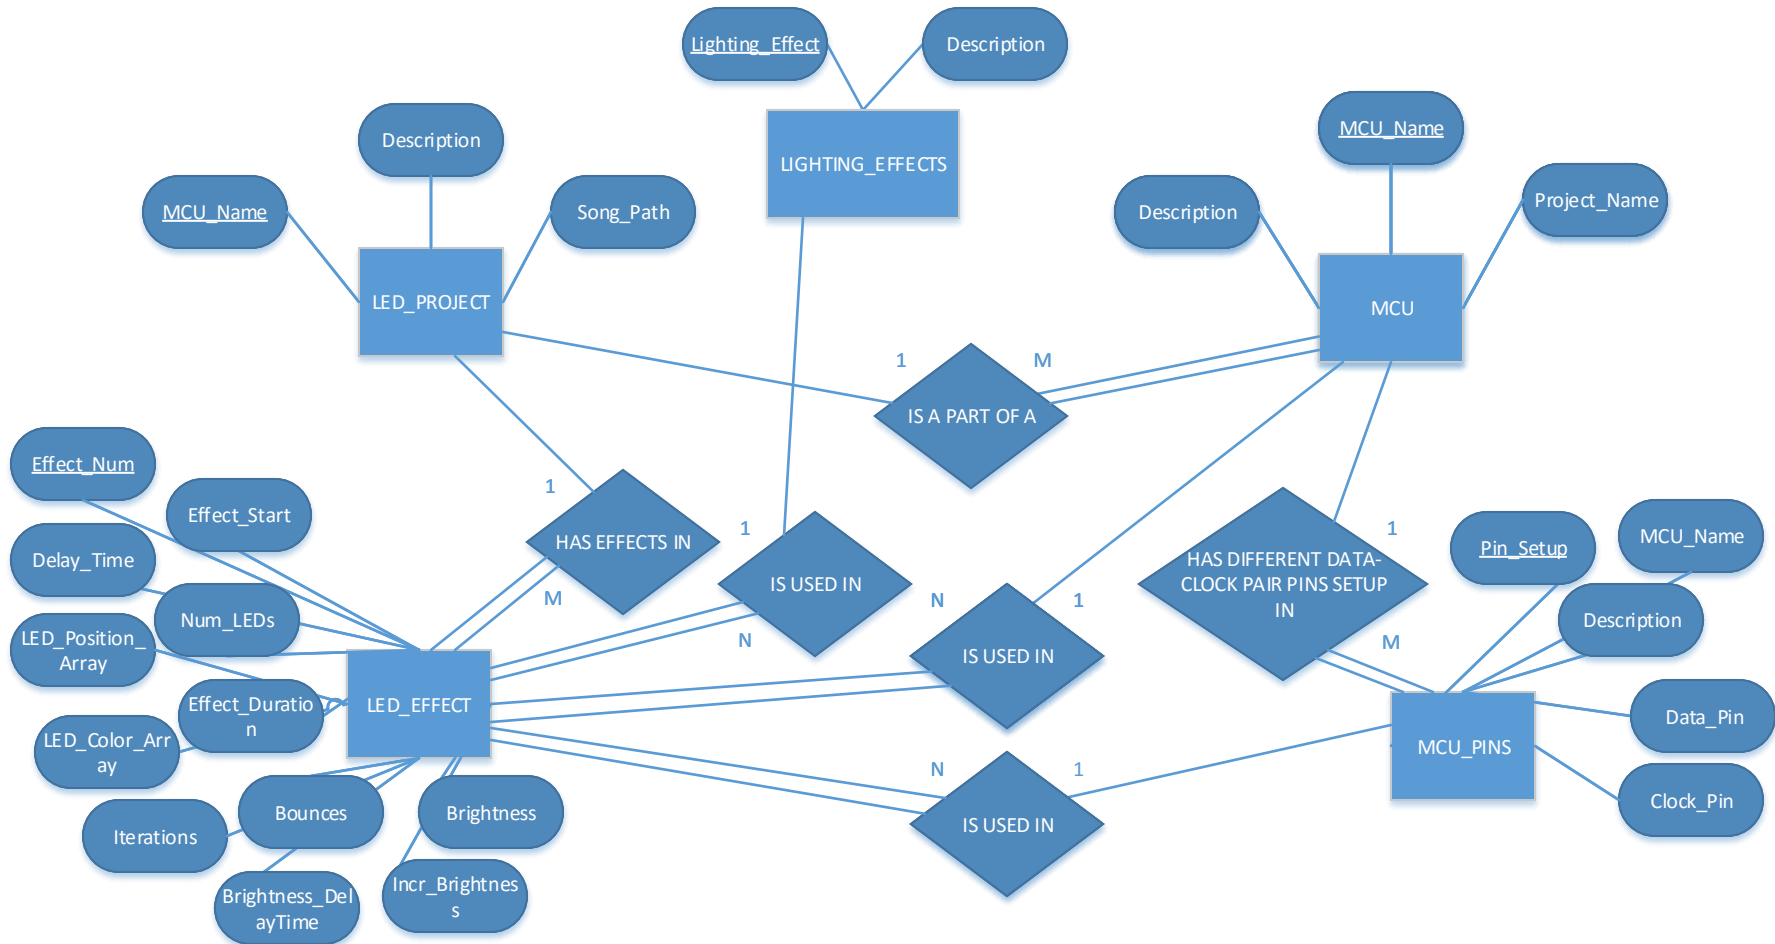 Lighting_Effect
Description
LIGHTING_EFFECTS
MCU_Name
Description
Project_Name
MCU
Description
MCU_Name
Song_Path
LED_PROJECT
1
M
IS A PART OF A
1
HAS EFFECTS IN
M
1
IS USED IN
N
N
1
IS USED IN
1
HAS DIFFERENT DATA-
CLOCK PAIR PINS SETUP
IN
M
Pin_Setup
MCU_Name
Description
Data_Pin
Clock_Pin
MCU_PINS
N
1
IS USED IN
Effect_Num
Effect_Start
Delay_Time
Num_LEDs
LED_Position_
Array
Effect_Duratio
n
LED_Color_Arr
ay
LED_EFFECT
Bounces
Brightness
Iterations
Brightness_Del
ayTime
Incr_Brightnes
s